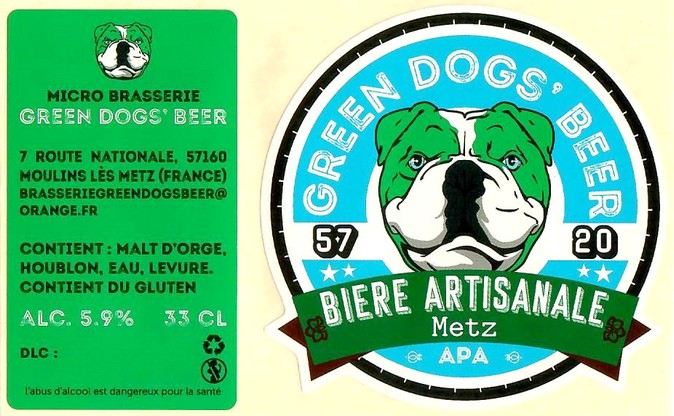 MICRO BRASSERIE
GREEN DOGS' BEER
7 ROUTE NATIONALE, 57160
MOULINS LÈS METZ (FRANCE)
BRASSERIEGREENDOGSBEER@
ORANGE.FR
CONTIENT : MALT D'ORGE,
HOUBLON, EAU, LEVURE.
CONTIENT DU GLUTEN
ALC. 5.9% 33 CL
DLC :
l'abus d'alcool est dangereux pour la santé
GREEN DOGS' BEER
57 20
BIERE ARTISANALE
Metz
APA